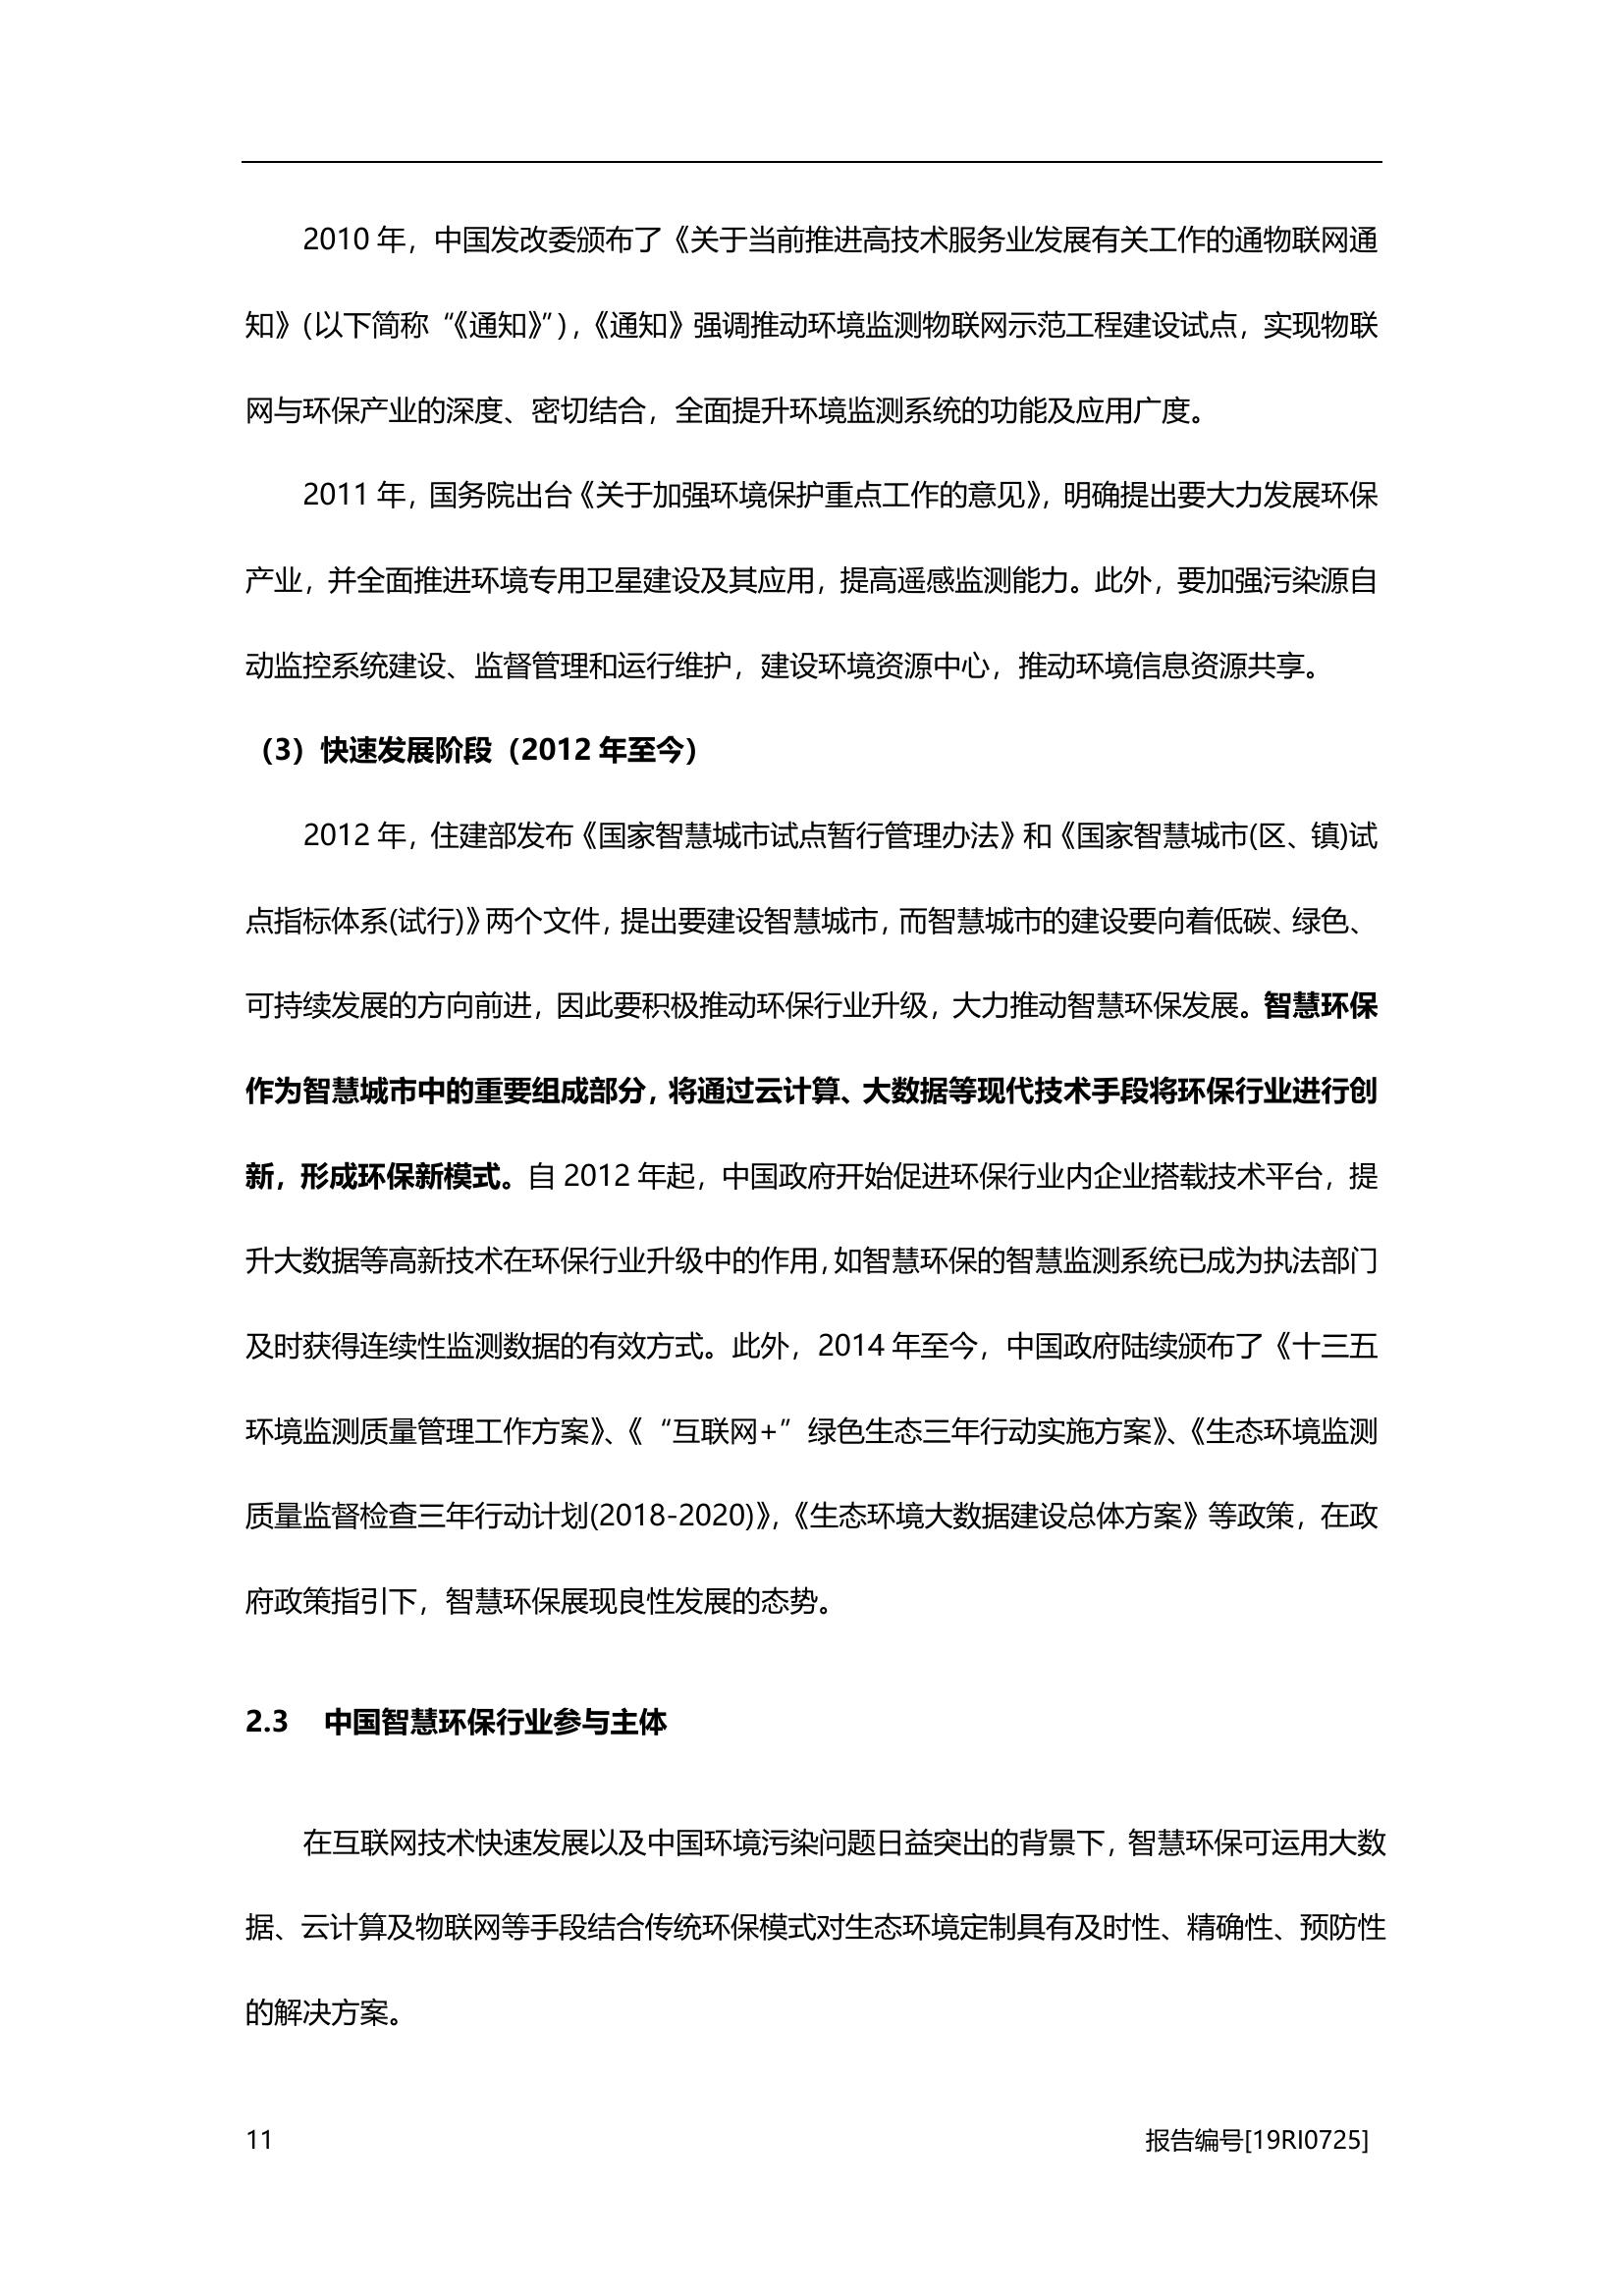 2010 年，中国发改委颁布了《关于当前推进高技术服务业发展有关工作的通物联网通
知》(以下简称“《通知》”)，《通知》强调推动环境监测物联网示范工程建设试点，实现物联
网与环保产业的深度、密切结合，全面提升环境监测系统的功能及应用广度。
2011 年，国务院出台《关于加强环境保护重点工作的意见》，明确提出要大力发展环保
产业，并全面推进环境专用卫星建设及其应用，提高遥感监测能力。此外，要加强污染源自
动监控系统建设、监督管理和运行维护，建设环境资源中心，推动环境信息资源共享。
（3）快速发展阶段（2012 年至今）
2012 年，住建部发布《国家智慧城市试点暂行管理办法》和《国家智慧城市(区、镇)试
点指标体系(试行)》两个文件，提出要建设智慧城市，而智慧城市的建设要向着低碳、绿色、
可持续发展的方向前进，因此要积极推动环保行业升级，大力推动智慧环保发展。智慧环保
作为智慧城市中的重要组成部分，将通过云计算、大数据等现代技术手段将环保行业进行创
新，形成环保新模式。自 2012 年起，中国政府开始促进环保行业内企业搭载技术平台，提
升大数据等高新技术在环保行业升级中的作用，如智慧环保的智慧监测系统已成为执法部门
及时获得连续性监测数据的有效方式。此外，2014 年至今，中国政府陆续颁布了《十三五
环境监测质量管理工作方案》、《“互联网+”绿色生态三年行动实施方案》、《生态环境监测
质量监督检查三年行动计划(2018-2020)》，《生态环境大数据建设总体方案》等政策，在政
府政策指引下，智慧环保展现良性发展的态势。
2.3 中国智慧环保行业参与主体
在互联网技术快速发展以及中国环境污染问题日益突出的背景下，智慧环保可运用大数
据、云计算及物联网等手段结合传统环保模式对生态环境定制具有及时性、精确性、预防性
的解决方案。
11 报告编号[19RI0725]